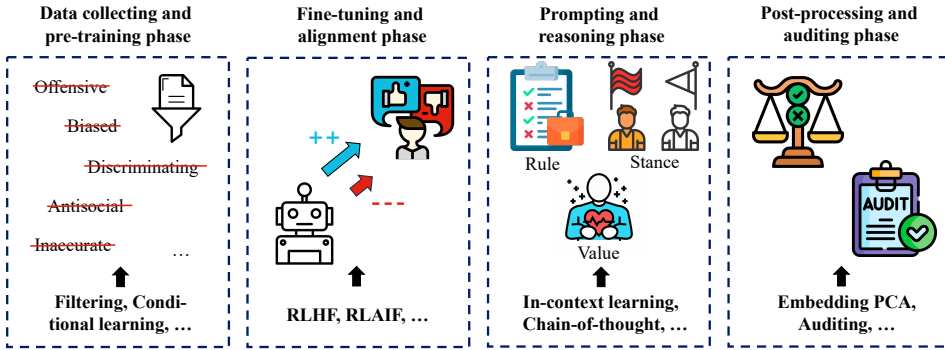 Data collecting and
pre-training phase
Offensive
Biased
Discriminating
Antisocial
Inaccurate
…
Filtering, Condi-
tional learning, …
Fine-tuning and
alignment phase
++
---
RLHF, RLAIF, …
Prompting and
reasoning phase
Rule
Stance
Value
In-context learning,
Chain-of-thought, …
Post-processing and
auditing phase
AUDIT
Embedding PCA,
Auditing, …